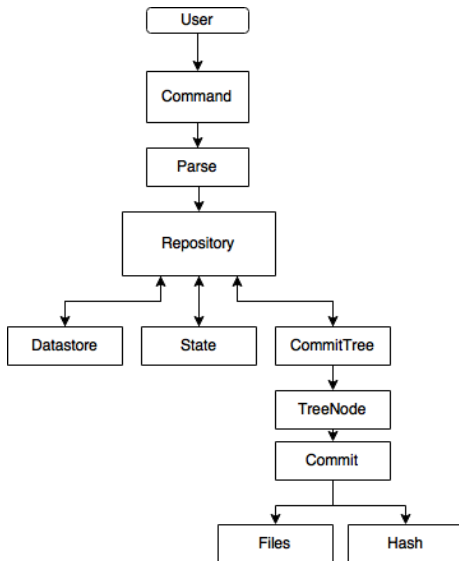 User
Command
Parse
Repository
Datastore
State
CommitTree
TreeNode
Commit
Files
Hash